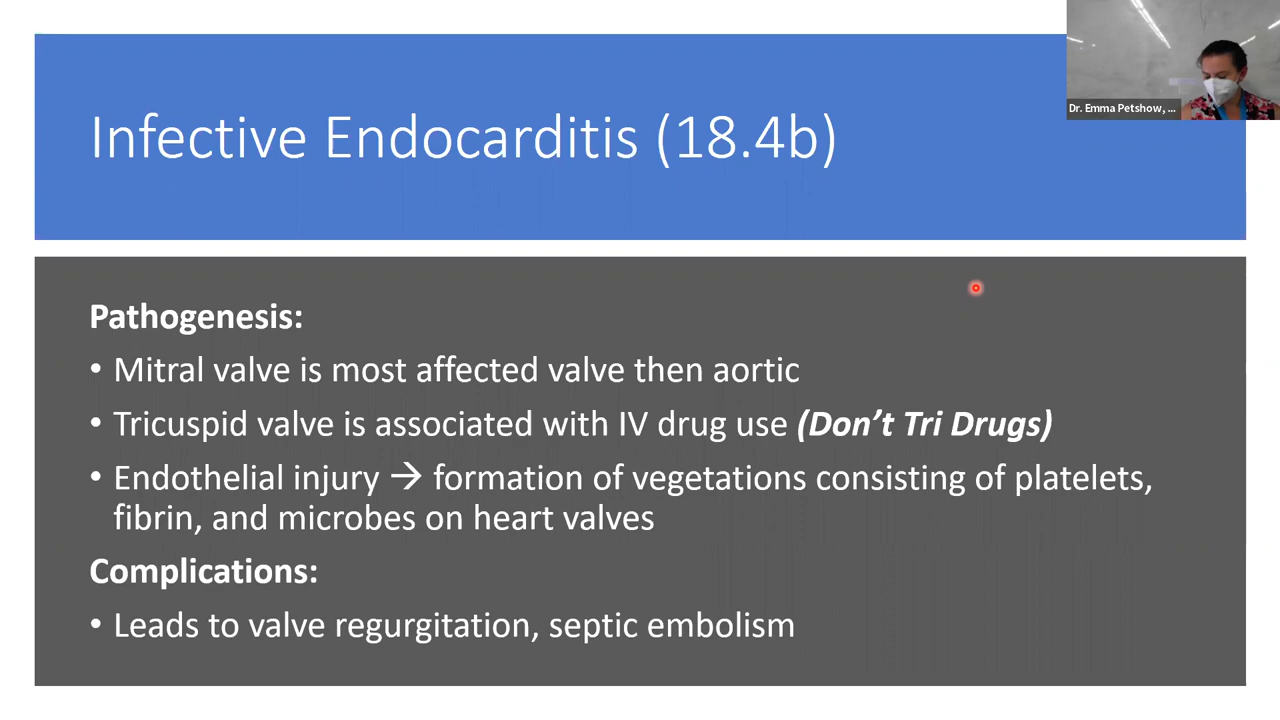 Dr. Emma Petshow, ...
Infective Endocarditis (18.4b)
Pathogenesis:
• Mitral valve is most affected valve then aortic
• Tricuspid valve is associated with IV drug use (Don’t Tri Drugs)
• Endothelial injury → formation of vegetations consisting of platelets,
fibrin, and microbes on heart valves
Complications:
• Leads to valve regurgitation, septic embolism